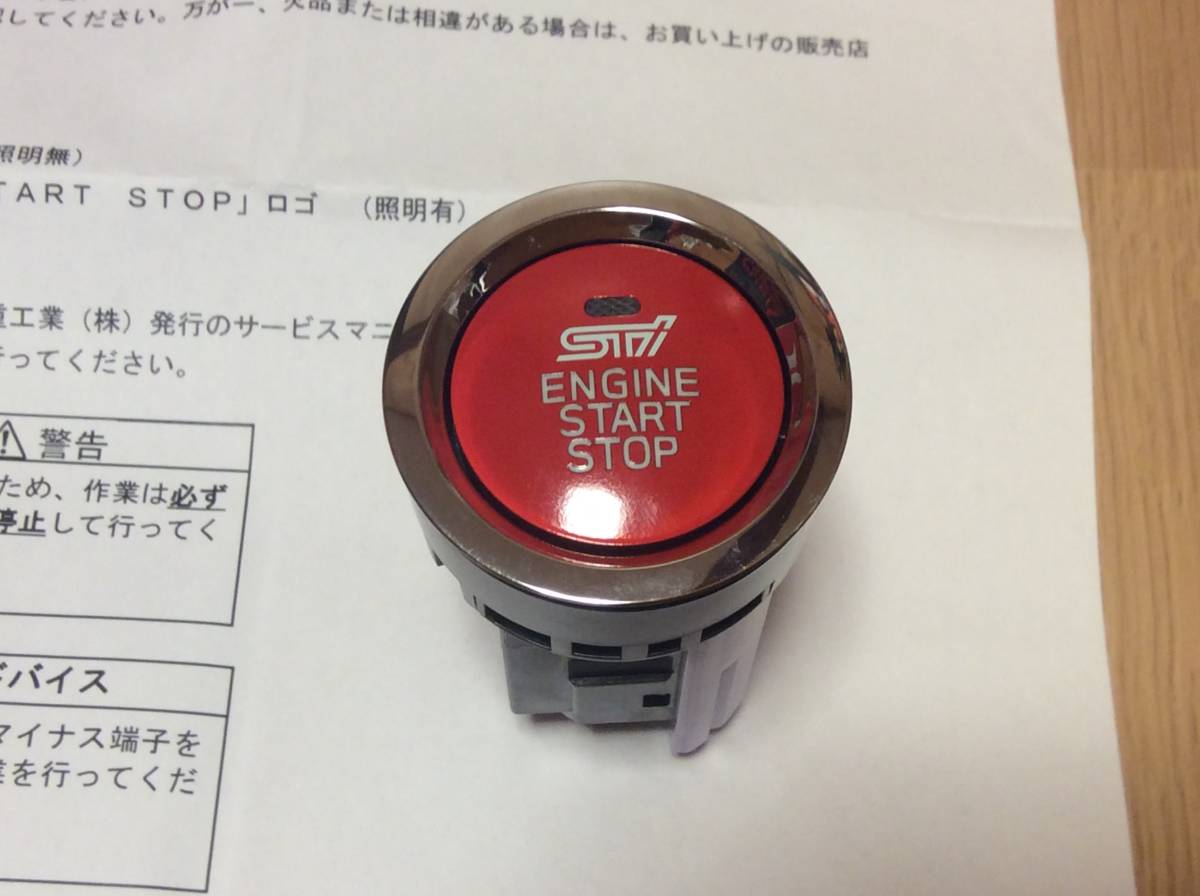 してください。万が一、欠品または相違がある場合は、お買い上げの販売店
照明無）
TART STOP」ロゴ （照明有）
重工業（株）発行のサービスマニ
行ってください。
警告
ため、作業は必ず
停止して行ってく
ドバイス
マイナス端子を
業を行ってくだ
STI
ENGINE
START
STOP